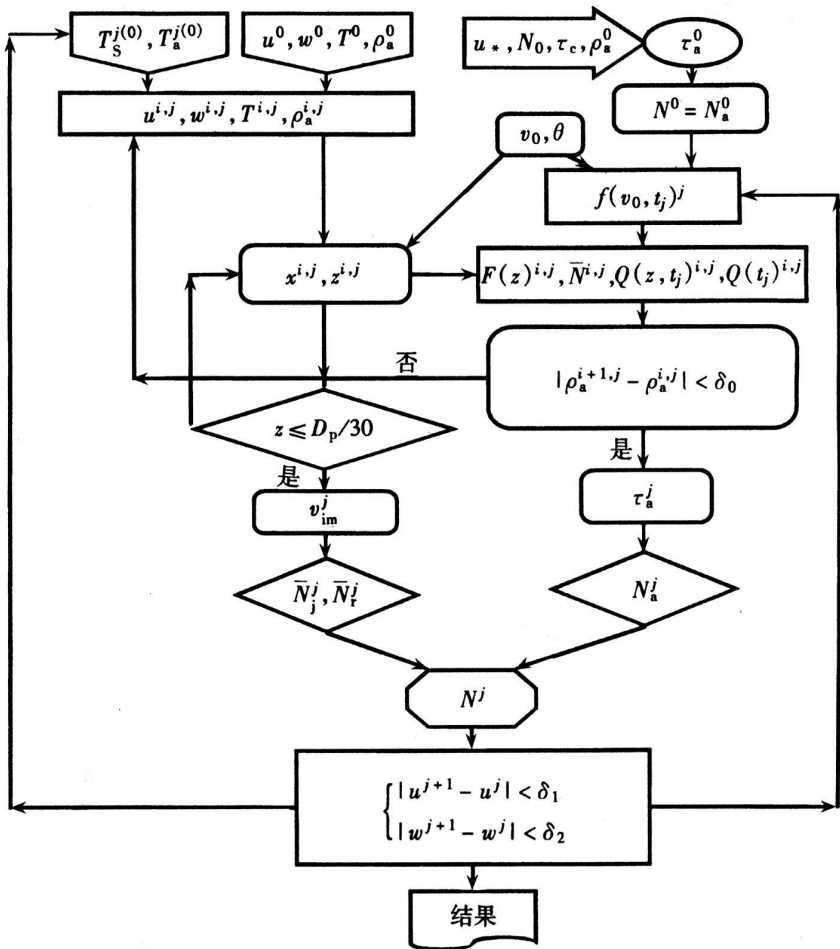 T_S^{j(0)}, T_a^{j(0)}
u^0, w^0, T^0, ρ_a^0
u_*, N_0, τ_c, ρ_a^0
τ_a^0
u^{i,j}, w^{i,j}, T^{i,j}, ρ_a^{i,j}
N^0 = N_a^0
v_0, θ
f(v_0, t_j)^j
x^{i,j}, z^{i,j}
F(z)^{i,j}, N̄^{i,j}, Q(z, t_j)^{i,j}, Q(t_j)^{i,j}
否
|ρ_a^{i+1,j} − ρ_a^{i,j}| < δ_0
z ≤ D_p/30
是
是
v_{im}^j
τ_a^j
N̄_j^j, N̄_r^j
N_a^j
N^j
|u^{j+1} − u^j| < δ_1
|w^{j+1} − w^j| < δ_2
结果